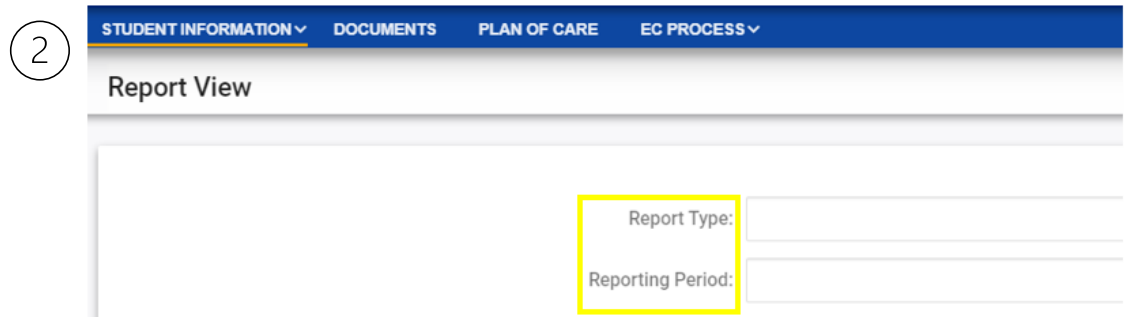 2
STUDENT INFORMATION DOCUMENTS PLAN OF CARE EC PROCESS
Report View
Report Type:
Reporting Period: